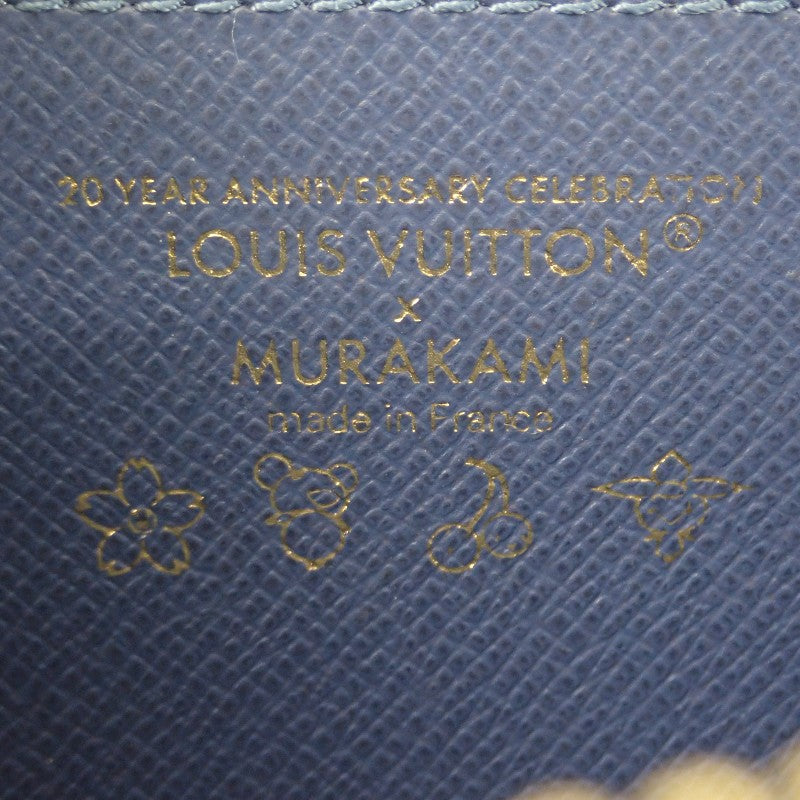 20 YEAR ANNIVERSARY CELEBRATION
LOUIS VUITTON®
x
MURAKAMI
made in France